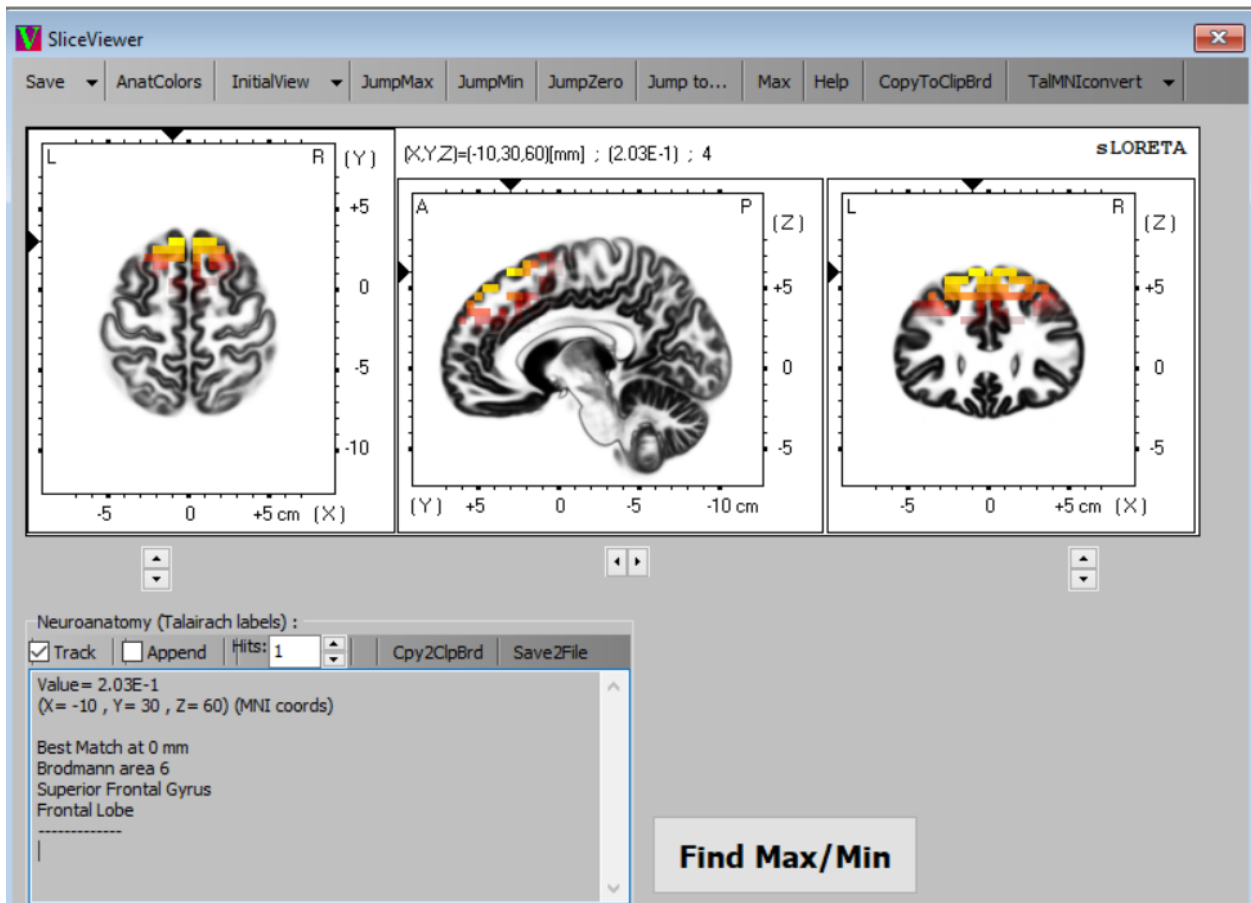 SliceViewer
Save AnatColors InitialView JumpMax JumpMin JumpZero Jump to... Max Help CopyToClipBrd TalMNIconvert
(X,Y,Z)=(-10,30,60)[mm] ; (2.03E-1) ; 4
sLORETA
L R (Y)
+5
0
-5
-10
-5 0 +5 cm (X)
A P (Z)
+5
0
-5
(Y) +5 0 -5 -10 cm
L R (Z)
+5
0
-5
-5 0 +5 cm (X)
Neuroanatomy (Talairach labels) :
Track Append Hits: 1 Cpy2ClpBrd Save2File
Value= 2.03E-1
(X= -10 , Y= 30 , Z= 60) (MNI coords)
Best Match at 0 mm
Brodmann area 6
Superior Frontal Gyrus
Frontal Lobe
-------------
Find Max/Min